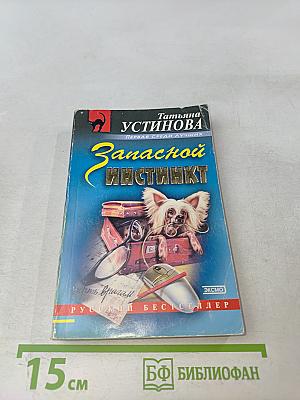 Татьяна
УСТИНОВА
ПЕРВАЯ СРЕДИ ЛУЧШИХ
Запасной
ИНСТИНКТ
ЭКСМО
РУССКИЙ БЕСТСЕЛЛЕР
15 см
БФ БИБЛИОФАН